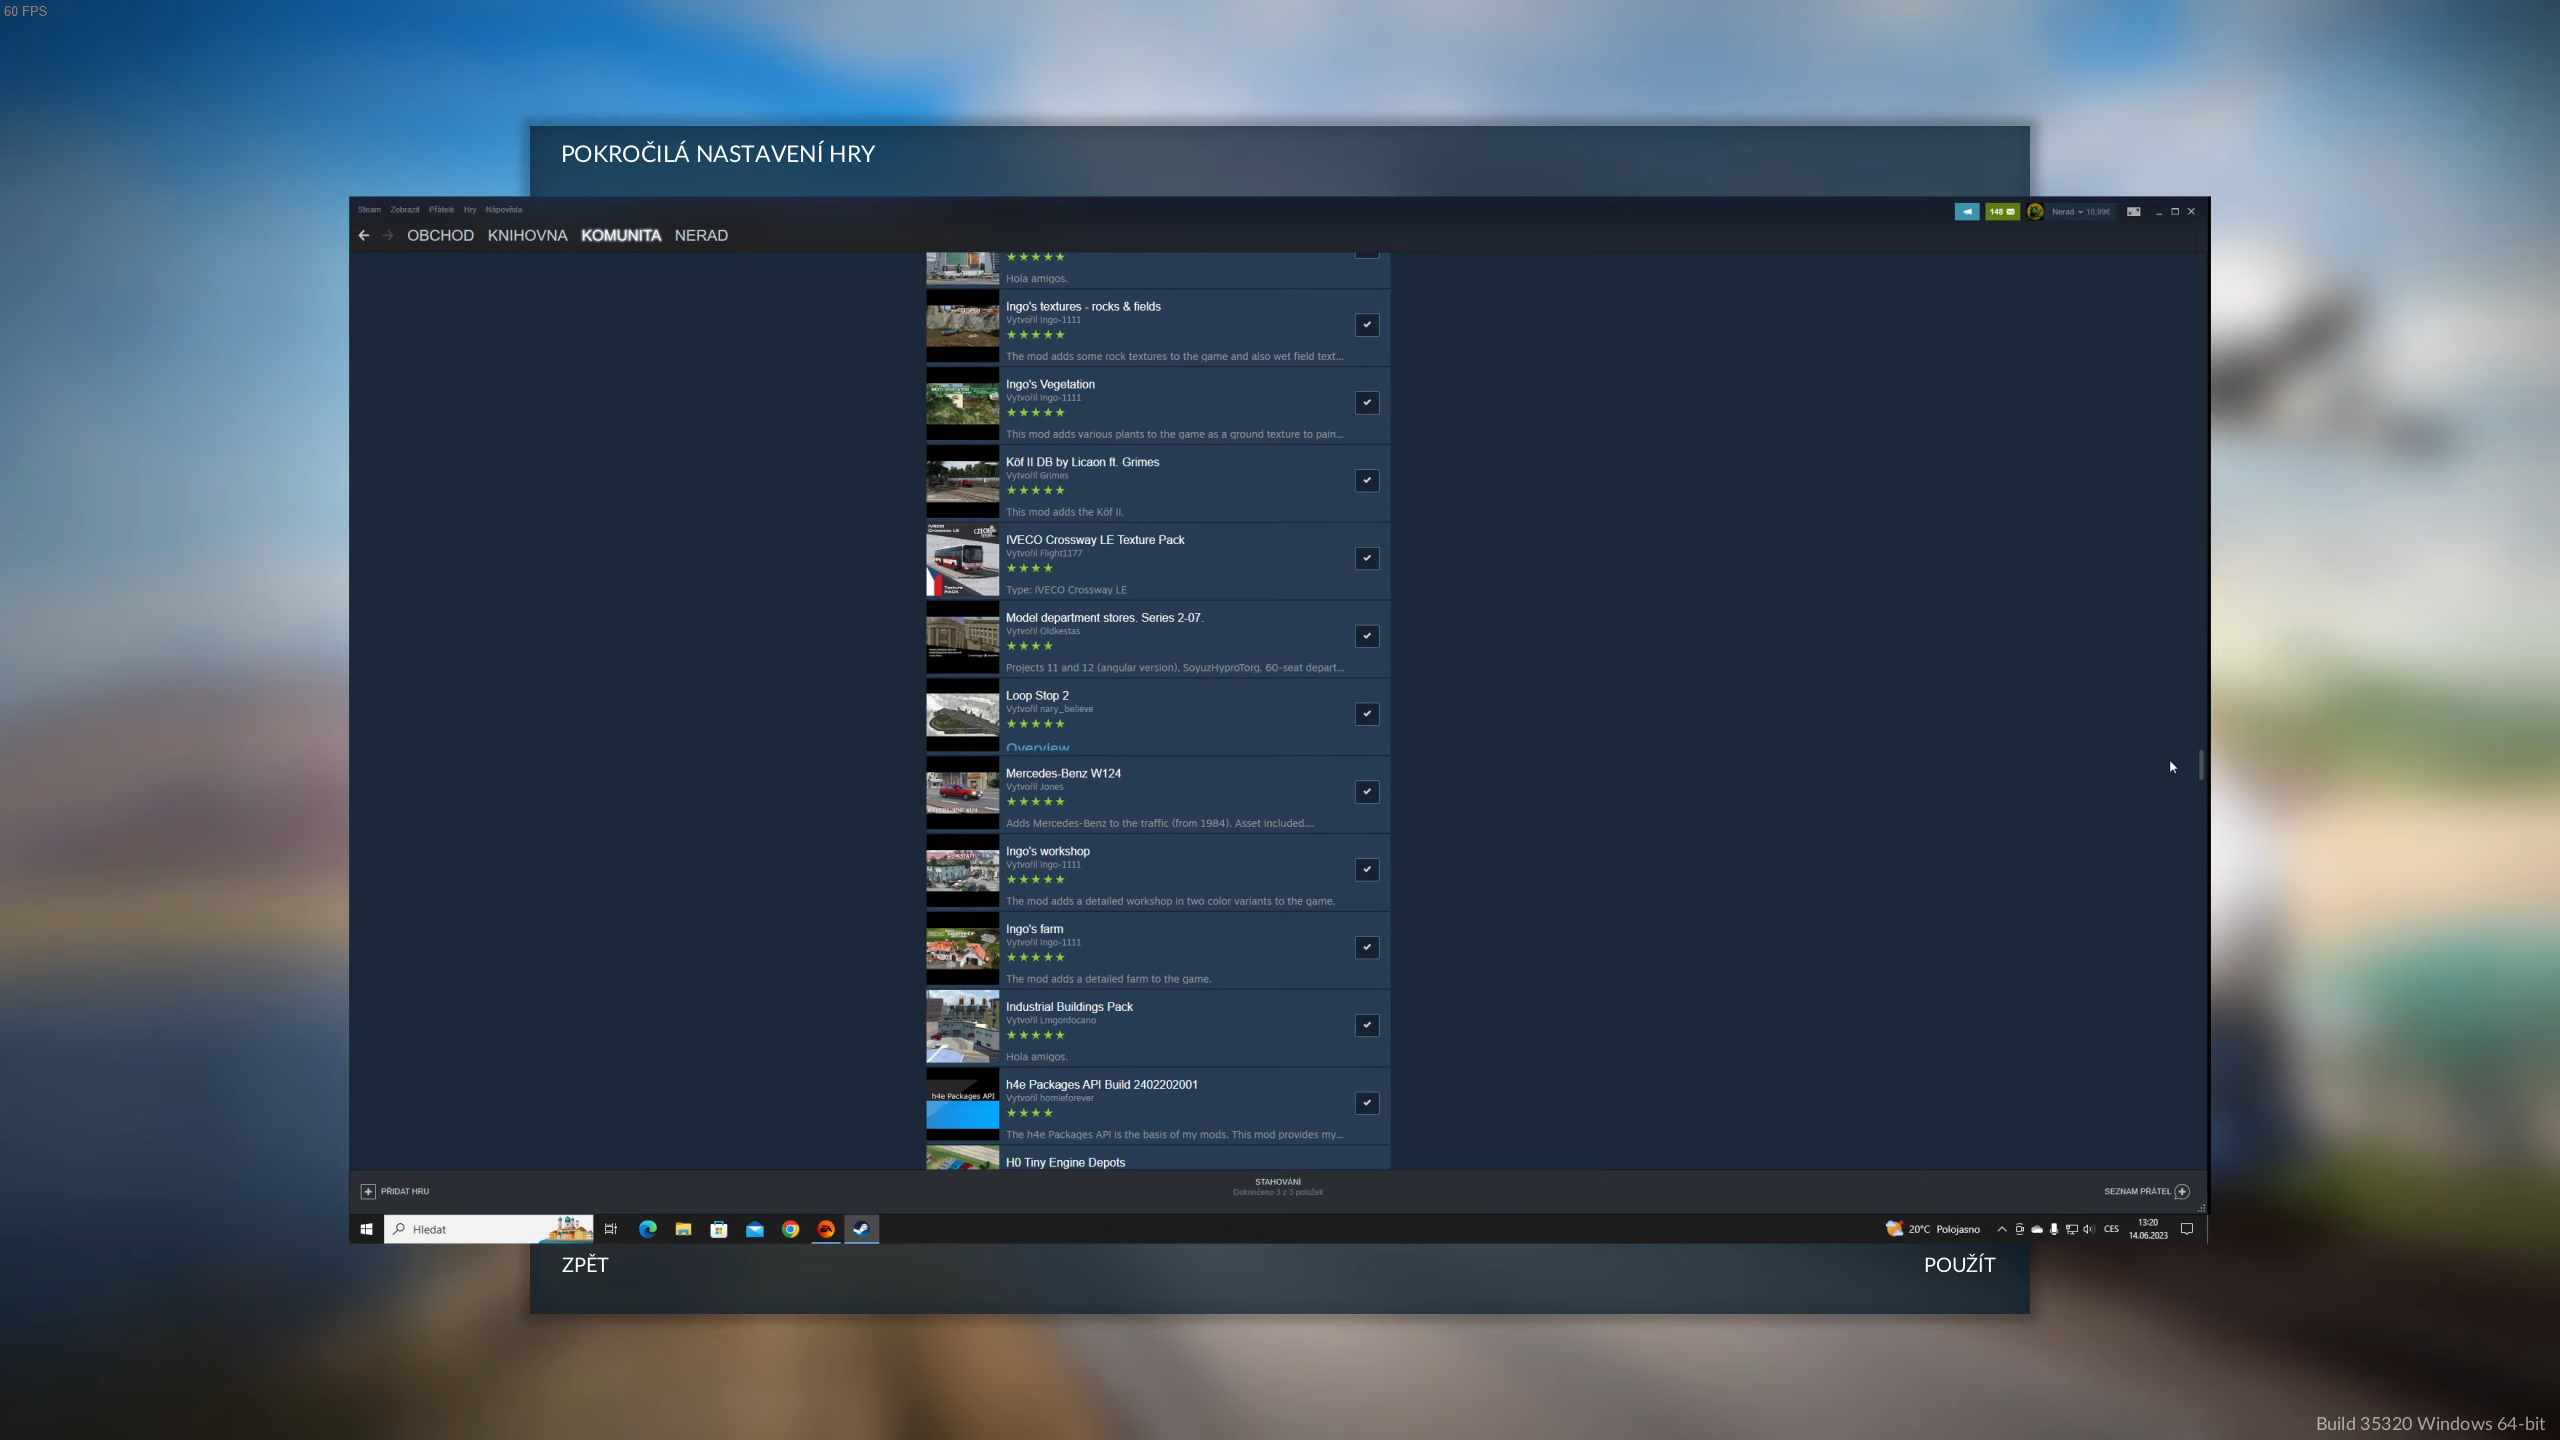 60 FPS
POKROČILÁ NASTAVENÍ HRY
Steam Zobrazit Přátelé Hry Nápověda
148
Nerad 10,99€
OBCHOD KNIHOVNA KOMUNITA NERAD
Hola amigos.
Ingo's textures - rocks & fields
Vytvořil Ingo-1111
The mod adds some rock textures to the game and also wet field text...
Ingo's Vegetation
Vytvořil Ingo-1111
This mod adds various plants to the game as a ground texture to pain...
Köf II DB by Licaon ft. Grimes
Vytvořil Grimes
This mod adds the Köf II.
IVECO Crossway LE Texture Pack
Vytvořil Flight1177
Type: IVECO Crossway LE
Model department stores. Series 2-07.
Vytvořil Oldkestas
Projects 11 and 12 (angular version), SoyuzHyproTorg. 60-seat depart...
Loop Stop 2
Vytvořil nary_believe
Overview
Mercedes-Benz W124
Vytvořil Jones
Adds Mercedes-Benz to the traffic (from 1984). Asset included....
Ingo's workshop
Vytvořil Ingo-1111
The mod adds a detailed workshop in two color variants to the game.
Ingo's farm
Vytvořil Ingo-1111
The mod adds a detailed farm to the game.
Industrial Buildings Pack
Vytvořil Lmgordocano
Hola amigos.
h4e Packages API
h4e Packages API Build 2402202001
Vytvořil homieforever
The h4e Packages API is the basis of my mods. This mod provides my...
H0 Tiny Engine Depots
PŘIDAT HRU
STAHOVÁNÍ
Dokončeno 3 z 3 položek
SEZNAM PŘÁTEL
Hledat
20°C Polojasno
CES
13:20
14.06.2023
ZPĚT
POUŽÍT
Build 35320 Windows 64-bit